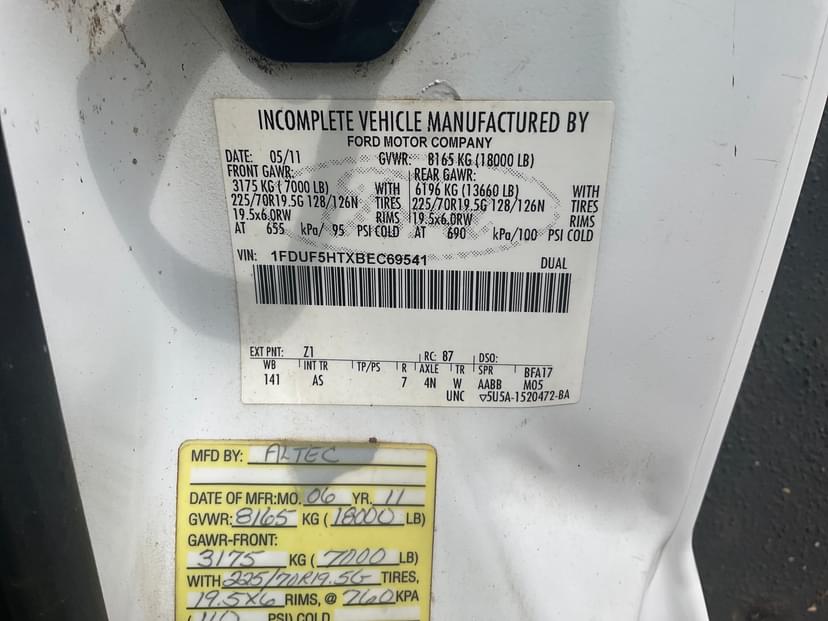 INCOMPLETE VEHICLE MANUFACTURED BY
FORD MOTOR COMPANY
DATE: 05/11 GVWR: 8165 KG (18000 LB)
FRONT GAWR: REAR GAWR:
3175 KG (7000 LB) WITH 6196 KG (13660 LB) WITH
225/70R19.5G 128/126N TIRES 225/70R19.5G 128/126N TIRES
19.5x6.0RW RIMS 19.5x6.0RW RIMS
AT 655 kPa/ 95 PSI COLD AT 690 kPa/100 PSI COLD
VIN: 1FDUF5HTXBEC69541 DUAL
EXT PNT: Z1 RC: 87 DSO:
WB INT TR TP/PS R AXLE TR SPR BFA17
141 AS 7 4N W AABB M05
UNC ▽5U5A-1520472-BA
MFD BY: ALTEC
DATE OF MFR: MO. 06 YR. 11
GVWR: 8165 KG (18000 LB)
GAWR-FRONT:
3175 KG (7000 LB)
WITH 225/70R19.5G TIRES,
19.5X6 RIMS, @ 760 KPA
(110 PSI) COLD